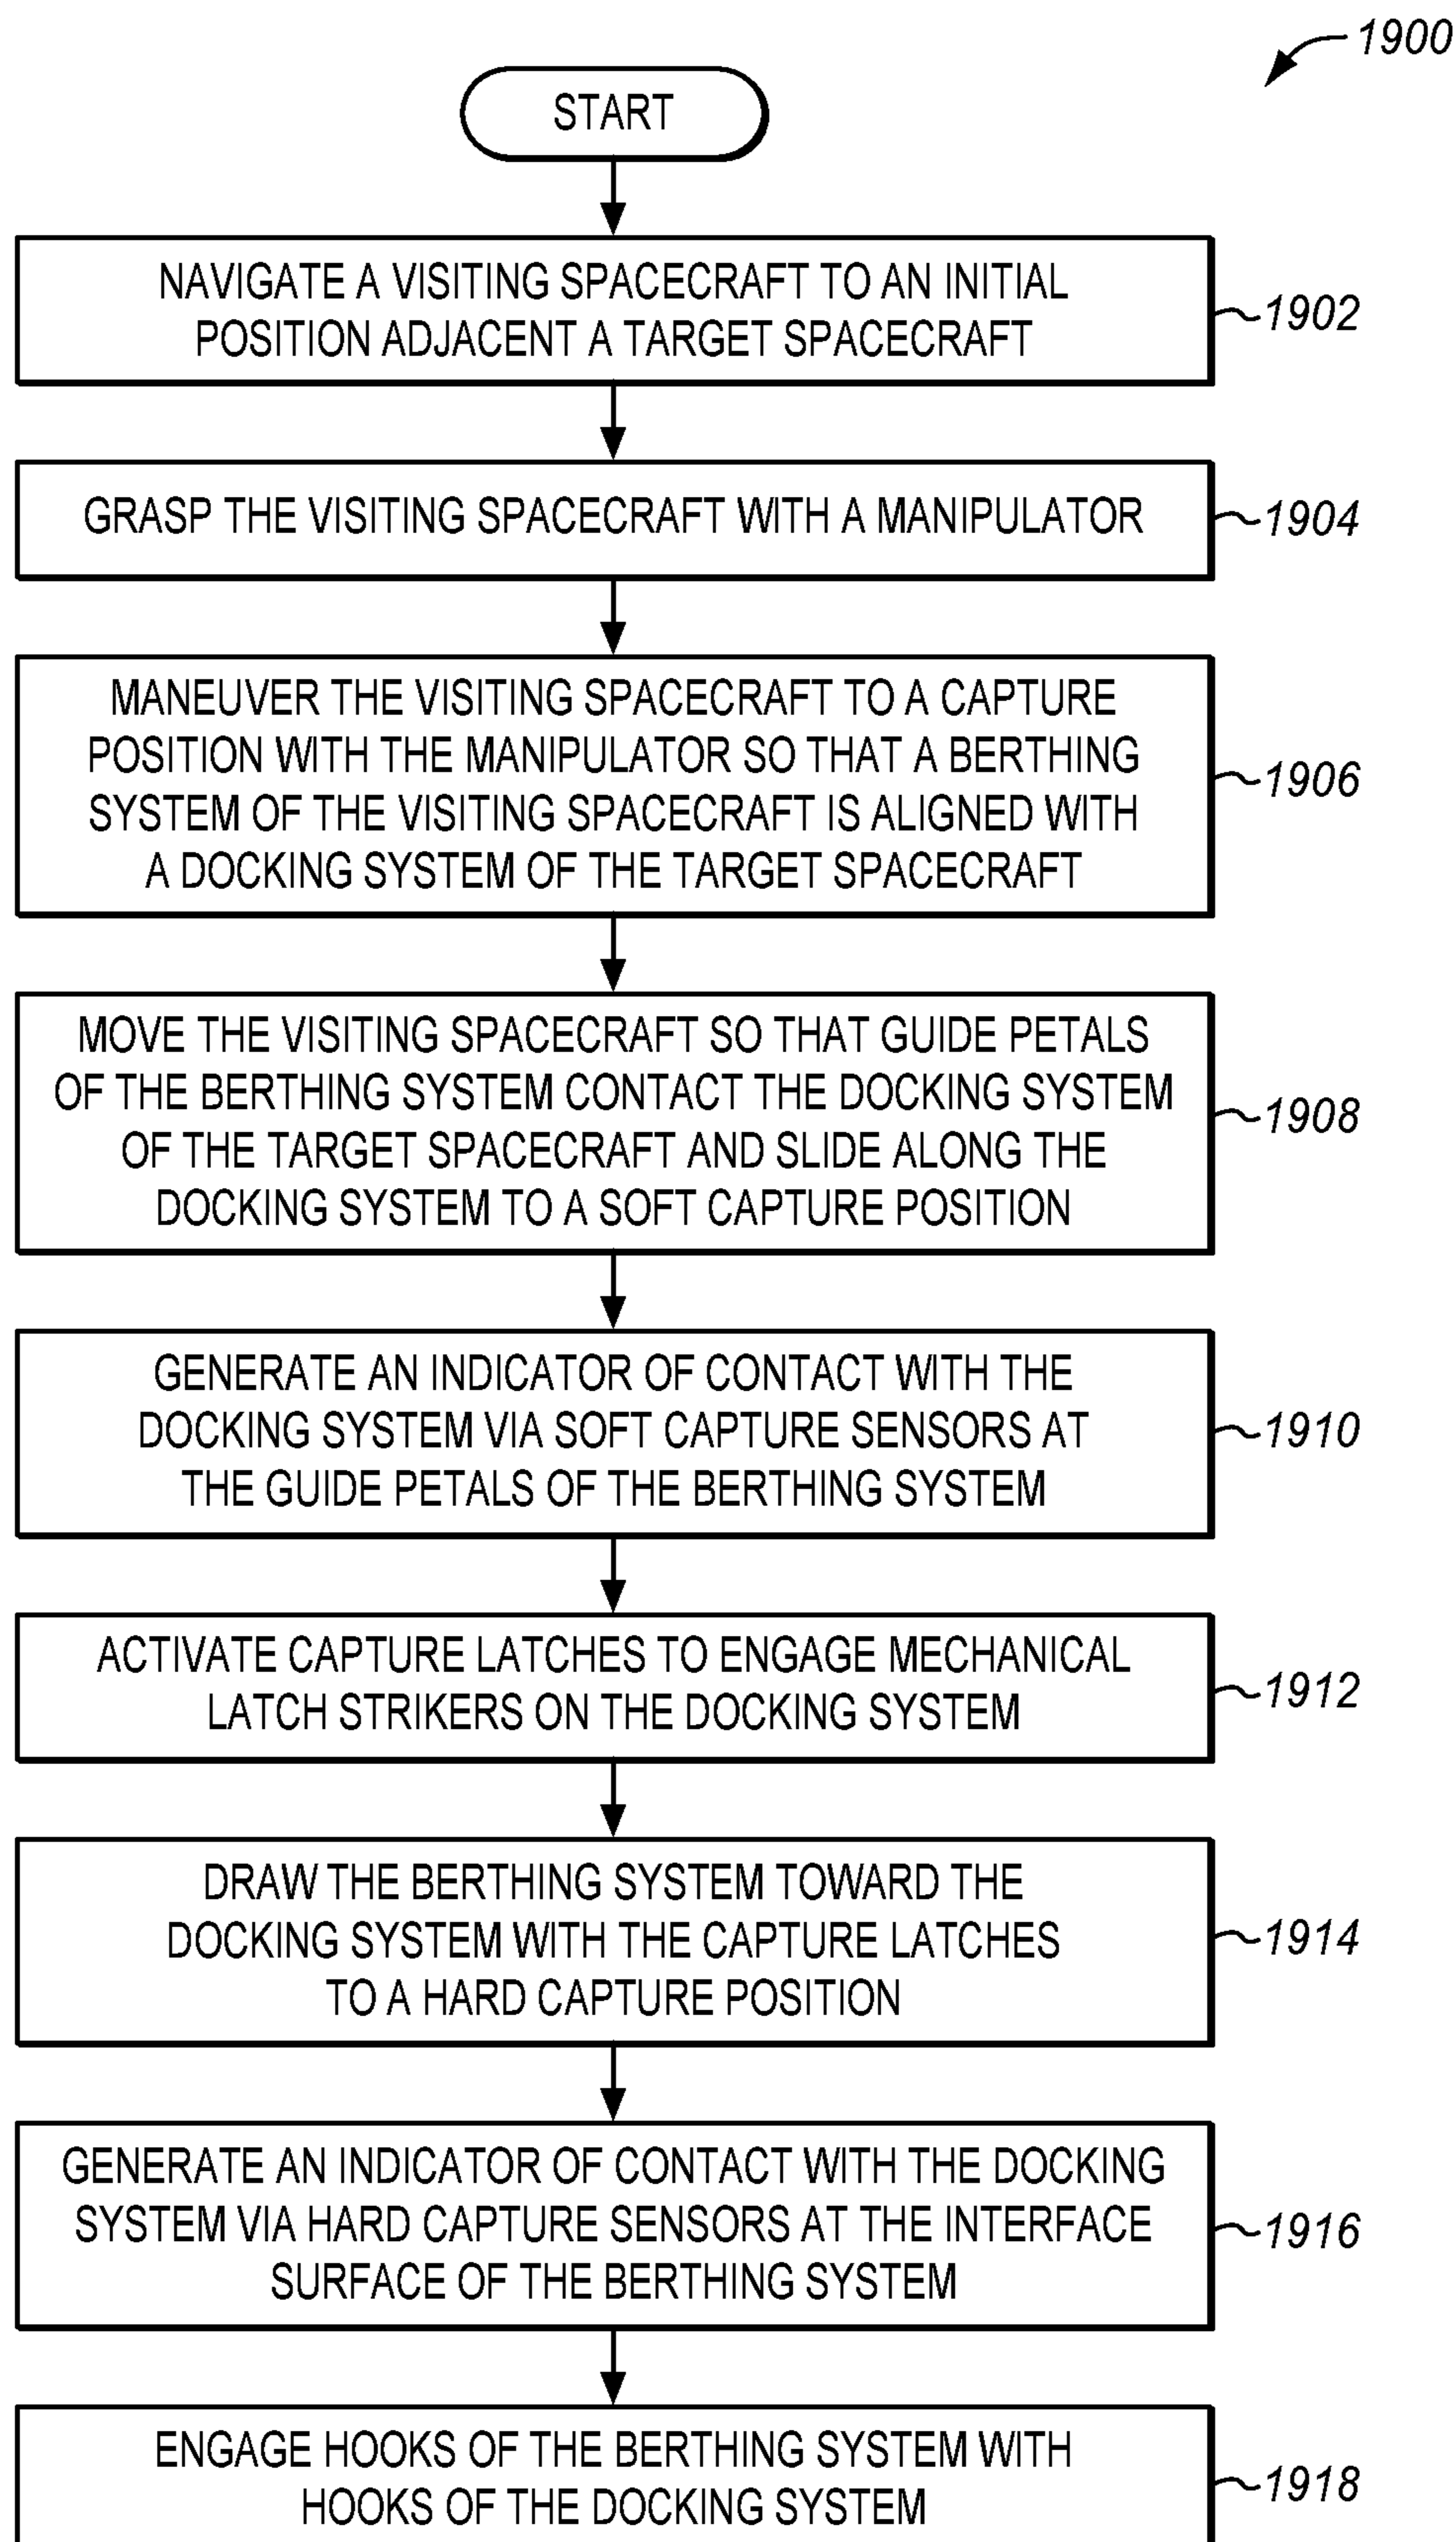 1900
START
NAVIGATE A VISITING SPACECRAFT TO AN INITIAL
POSITION ADJACENT A TARGET SPACECRAFT
1902
GRASP THE VISITING SPACECRAFT WITH A MANIPULATOR
1904
MANEUVER THE VISITING SPACECRAFT TO A CAPTURE
POSITION WITH THE MANIPULATOR SO THAT A BERTHING
SYSTEM OF THE VISITING SPACECRAFT IS ALIGNED WITH
A DOCKING SYSTEM OF THE TARGET SPACECRAFT
1906
MOVE THE VISITING SPACECRAFT SO THAT GUIDE PETALS
OF THE BERTHING SYSTEM CONTACT THE DOCKING SYSTEM
OF THE TARGET SPACECRAFT AND SLIDE ALONG THE
DOCKING SYSTEM TO A SOFT CAPTURE POSITION
1908
GENERATE AN INDICATOR OF CONTACT WITH THE
DOCKING SYSTEM VIA SOFT CAPTURE SENSORS AT
THE GUIDE PETALS OF THE BERTHING SYSTEM
1910
ACTIVATE CAPTURE LATCHES TO ENGAGE MECHANICAL
LATCH STRIKERS ON THE DOCKING SYSTEM
1912
DRAW THE BERTHING SYSTEM TOWARD THE
DOCKING SYSTEM WITH THE CAPTURE LATCHES
TO A HARD CAPTURE POSITION
1914
GENERATE AN INDICATOR OF CONTACT WITH THE DOCKING
SYSTEM VIA HARD CAPTURE SENSORS AT THE INTERFACE
SURFACE OF THE BERTHING SYSTEM
1916
ENGAGE HOOKS OF THE BERTHING SYSTEM WITH
HOOKS OF THE DOCKING SYSTEM
1918